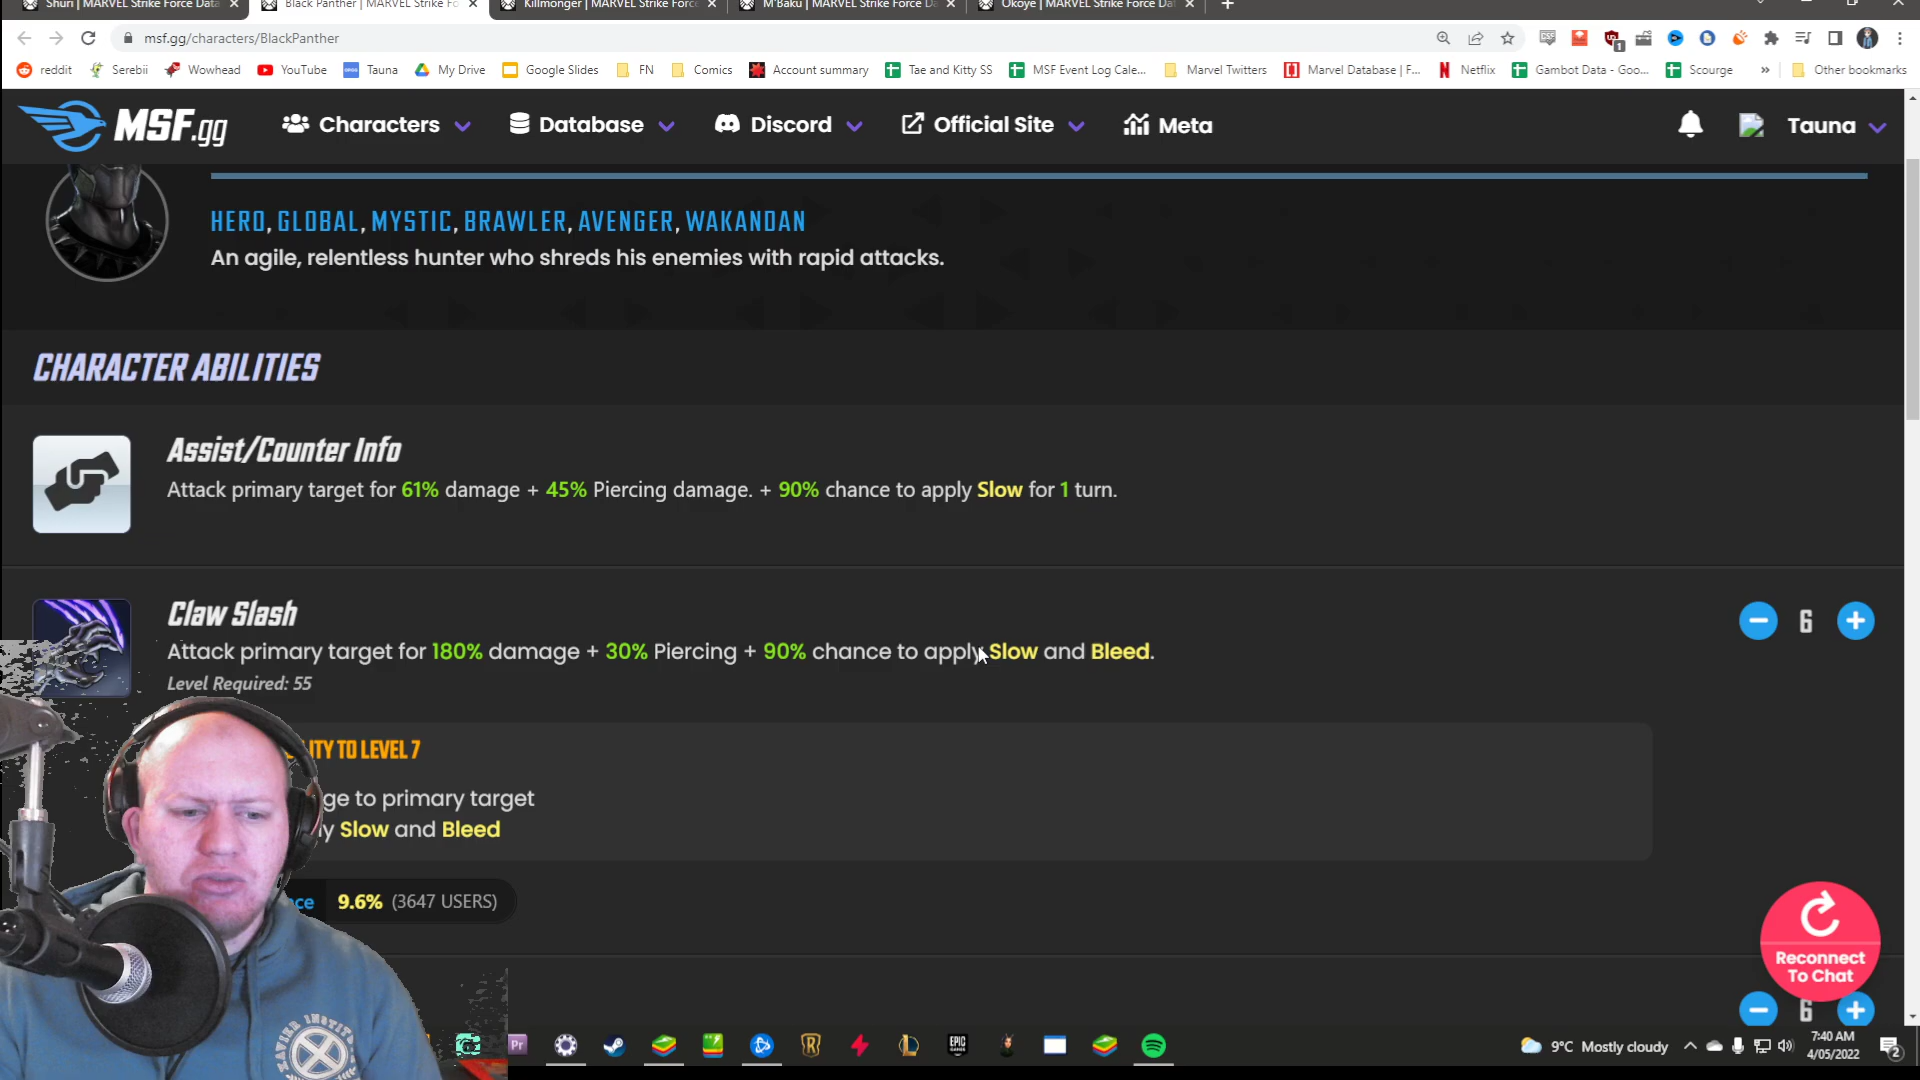 Shuri | MARVEL Strike Force Data
Black Panther | MARVEL Strike Fo
Killmonger | MARVEL Strike Force
M'Baku | MARVEL Strike Force Da
Okoye | MARVEL Strike Force Dat
msf.gg/characters/BlackPanther
1
reddit
Serebii
Wowhead
YouTube
Tauna
My Drive
Google Slides
FN
Comics
Account summary
Tae and Kitty SS
MSF Event Log Cale...
Marvel Twitters
Marvel Database | F...
Netflix
Gambot Data - Goo...
Scourge
»
Other bookmarks
MSF.gg
Characters
Database
Discord
Official Site
Meta
Tauna
HERO, GLOBAL, MYSTIC, BRAWLER, AVENGER, WAKANDAN
An agile, relentless hunter who shreds his enemies with rapid attacks.
CHARACTER ABILITIES
Assist/Counter Info
Attack primary target for 61% damage + 45% Piercing damage. + 90% chance to apply Slow for 1 turn.
Claw Slash
6
Attack primary target for 180% damage + 30% Piercing + 90% chance to apply Slow and Bleed.
Level Required: 55
ITY TO LEVEL 7
ge to primary target
y Slow and Bleed
ce 9.6% (3647 USERS)
Reconnect
To Chat
6
XAVIER INSTITUTE
Pr
R
EPIC
GAMES
9°C Mostly cloudy
7:40 AM
4/05/2022
2